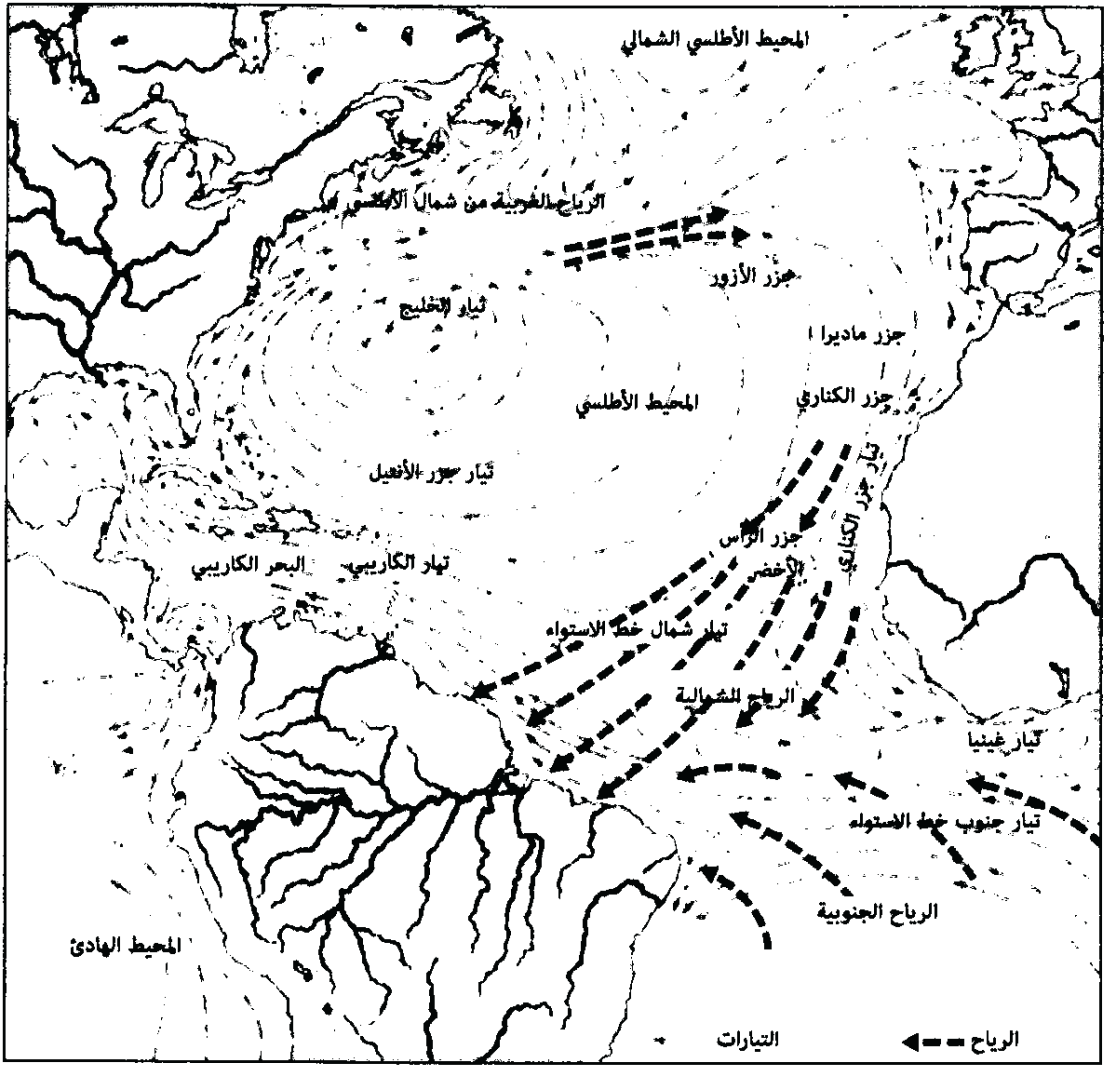 المحيط الأطلسي الشمالي
الرياح الغربية من شمال الأطلسي
جزر الأزور
تيار الخليج
جزر ماديرا
جزر الكناري
المحيط الأطلسي
تيار جزر الكناري
تيار جزر الأنتيل
جزر الرأس
الأخضر
تيار الكاريبي
البحر الكاريبي
تيار شمال خط الاستواء
الرياح الشمالية
تيار غينيا
تيار جنوب خط الاستواء
الرياح الجنوبية
المحيط الهادئ
الرياح
التيارات